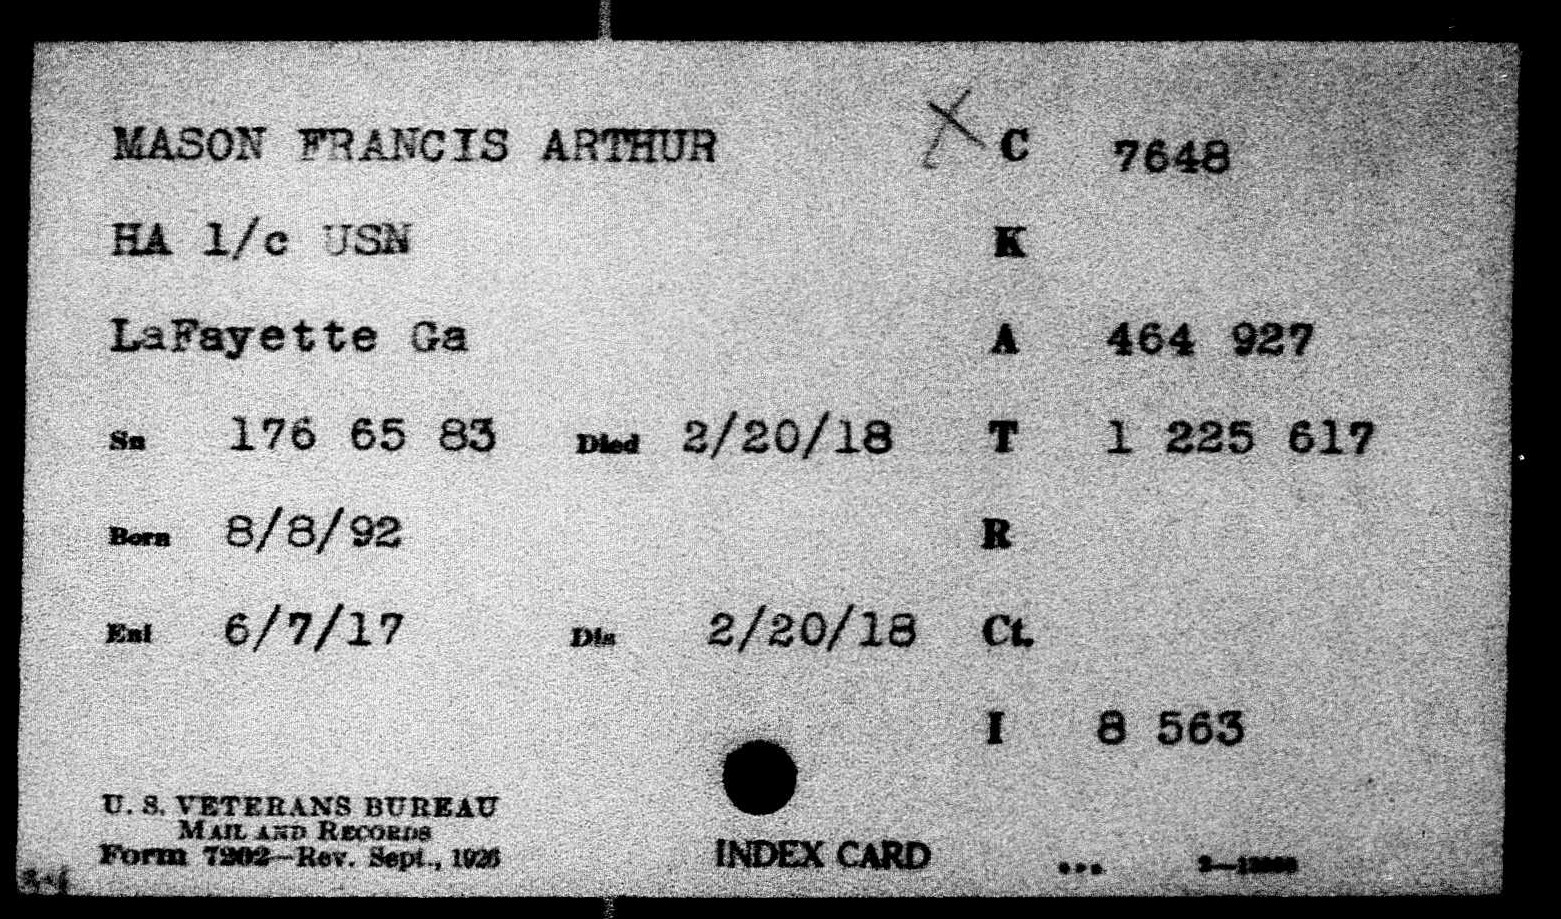 MASON FRANCIS ARTHUR X C 7648
HA 1/c USN K
LaFayette Ga A 464 927
Sn 176 65 83 Died 2/20/18 T 1 225 617
Born 8/8/92 R
Enl 6/7/17 Dis 2/20/18 Ct.
I 8 563
U. S. VETERANS BUREAU
MAIL AND RECORDS
Form 7202—Rev. Sept., 1926 INDEX CARD